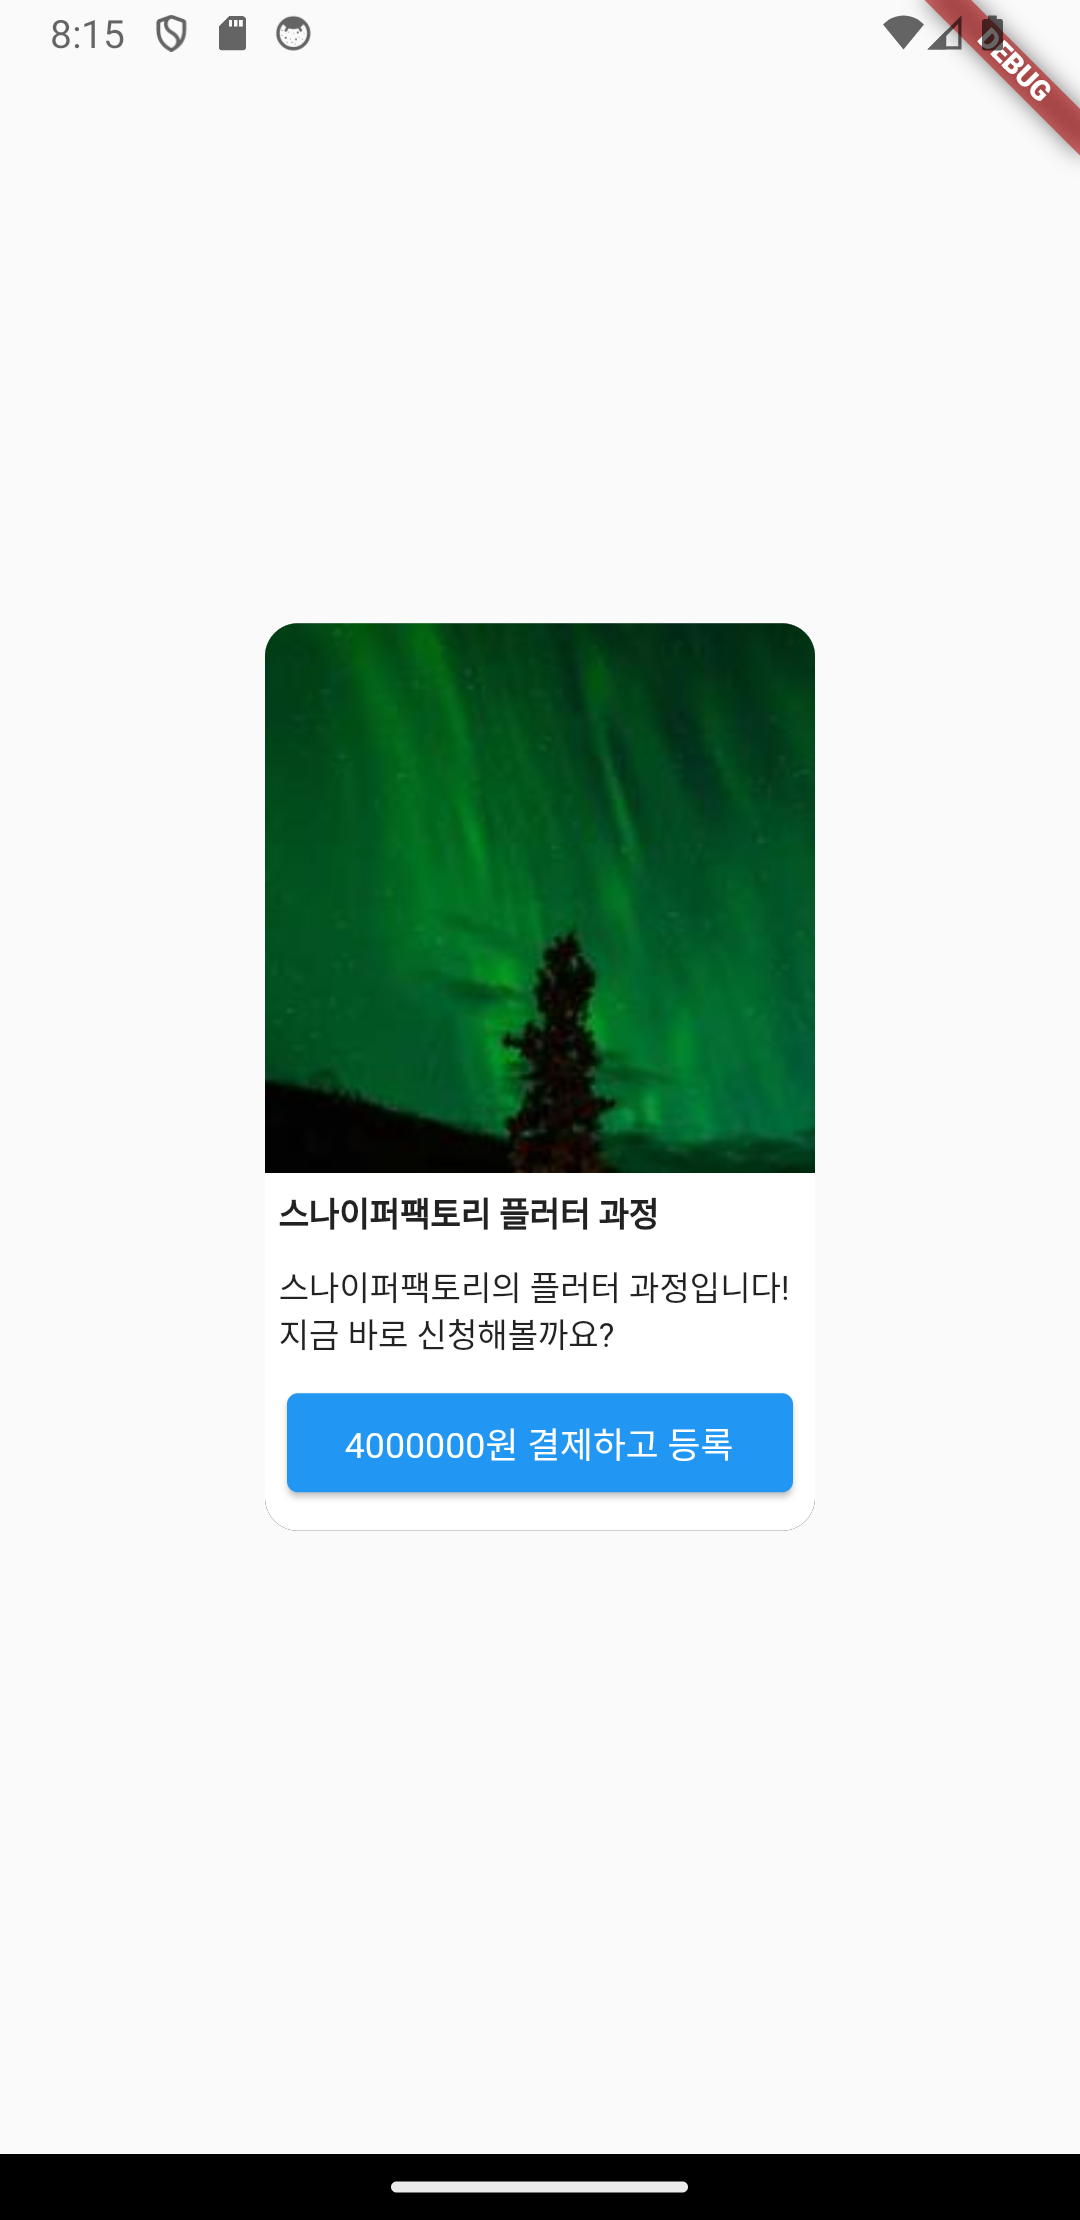 8:15
DEBUG
스나이퍼팩토리 플러터 과정
스나이퍼팩토리의 플러터 과정입니다!
지금 바로 신청해볼까요?
4000000원 결제하고 등록